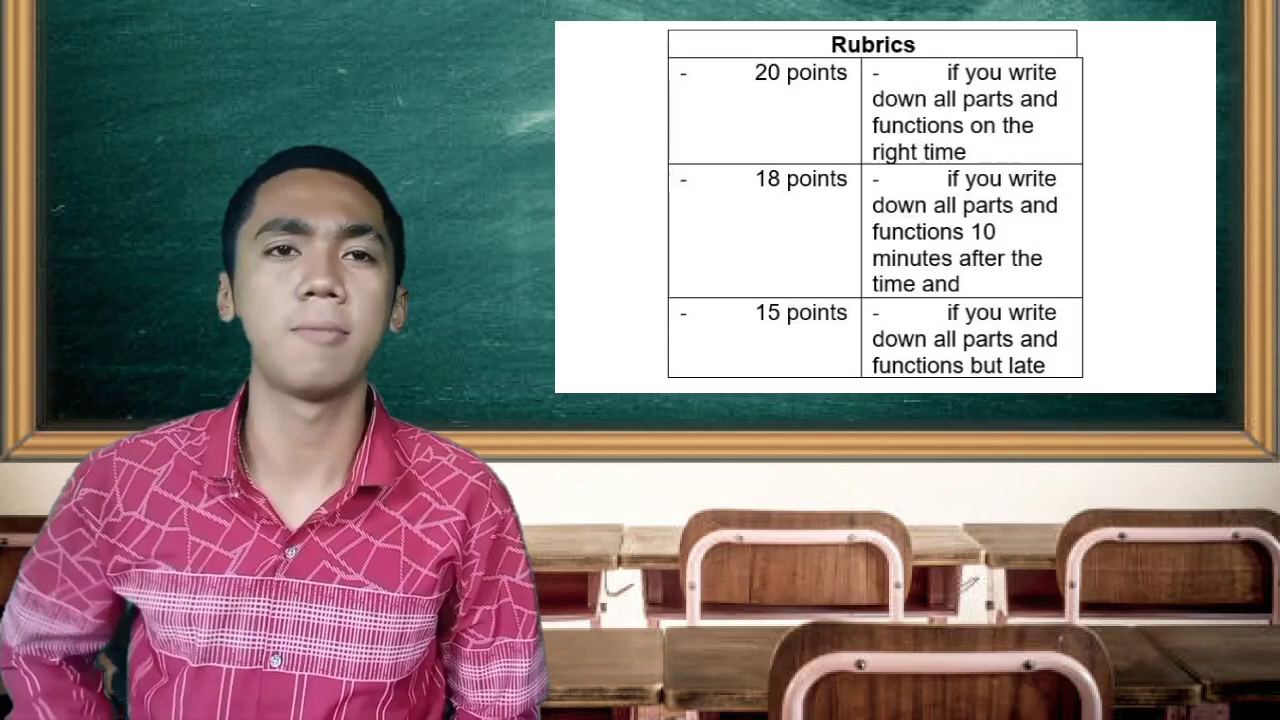 Rubrics
- 20 points
- if you write
down all parts and
functions on the
right time
- 18 points
- if you write
down all parts and
functions 10
minutes after the
time and
- 15 points
- if you write
down all parts and
functions but late